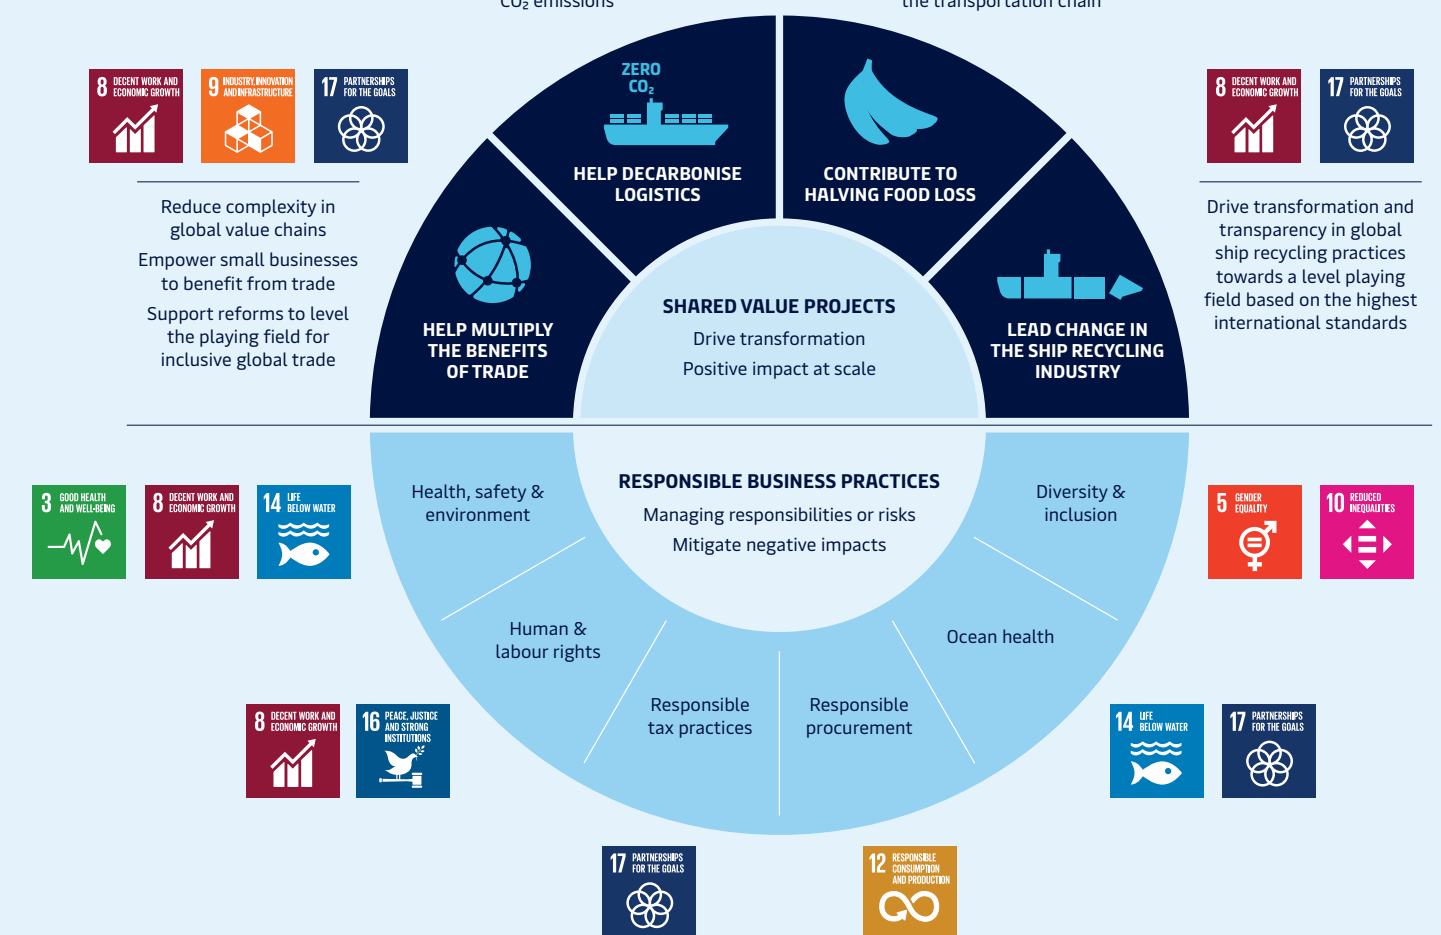 CO₂ emissions
the transportation chain
8 DECENT WORK AND
ECONOMIC GROWTH
9 INDUSTRY, INNOVATION
AND INFRASTRUCTURE
17 PARTNERSHIPS
FOR THE GOALS
Reduce complexity in
global value chains
Empower small businesses
to benefit from trade
Support reforms to level
the playing field for
inclusive global trade
HELP MULTIPLY
THE BENEFITS
OF TRADE
ZERO
CO₂
HELP DECARBONISE
LOGISTICS
CONTRIBUTE TO
HALVING FOOD LOSS
LEAD CHANGE IN
THE SHIP RECYCLING
INDUSTRY
8 DECENT WORK AND
ECONOMIC GROWTH
17 PARTNERSHIPS
FOR THE GOALS
Drive transformation and
transparency in global
ship recycling practices
towards a level playing
field based on the highest
international standards
SHARED VALUE PROJECTS
Drive transformation
Positive impact at scale
RESPONSIBLE BUSINESS PRACTICES
Managing responsibilities or risks
Mitigate negative impacts
3 GOOD HEALTH
AND WELL-BEING
8 DECENT WORK AND
ECONOMIC GROWTH
14 LIFE
BELOW WATER
Health, safety &
environment
Diversity &
inclusion
5 GENDER
EQUALITY
10 REDUCED
INEQUALITIES
Human &
labour rights
Ocean health
8 DECENT WORK AND
ECONOMIC GROWTH
16 PEACE, JUSTICE
AND STRONG
INSTITUTIONS
Responsible
tax practices
Responsible
procurement
14 LIFE
BELOW WATER
17 PARTNERSHIPS
FOR THE GOALS
17 PARTNERSHIPS
FOR THE GOALS
12 RESPONSIBLE
CONSUMPTION
AND PRODUCTION